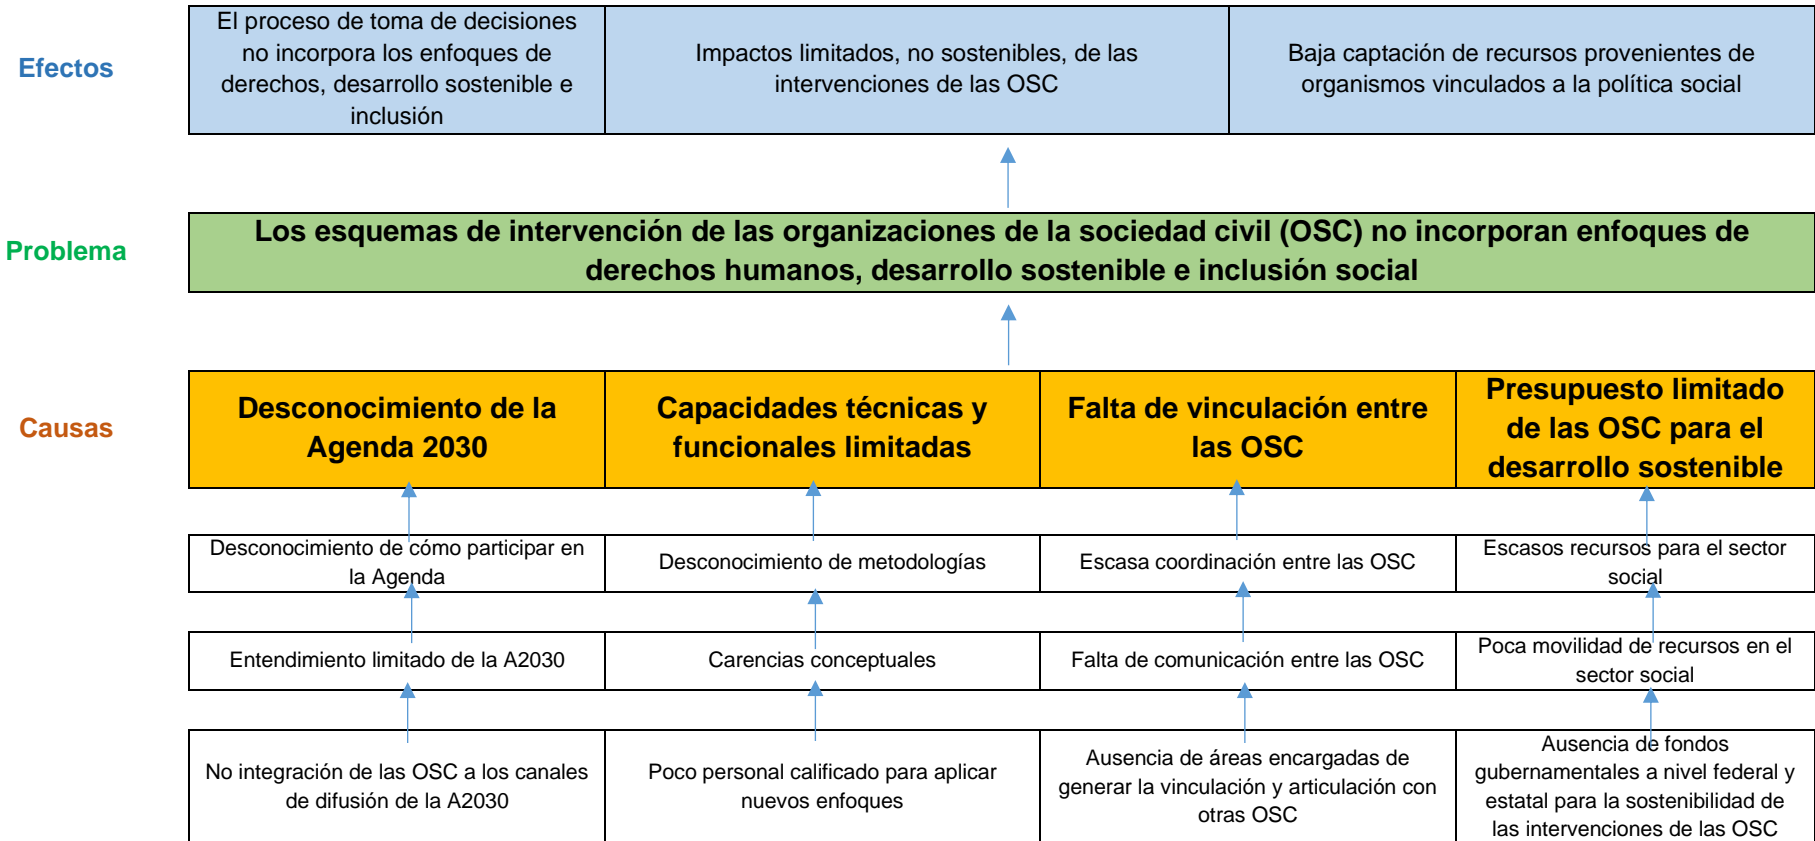 Efectos
El proceso de toma de decisiones
no incorpora los enfoques de
derechos, desarrollo sostenible e
inclusión
Impactos limitados, no sostenibles, de las
intervenciones de las OSC
Baja captación de recursos provenientes de
organismos vinculados a la política social
Problema
Los esquemas de intervención de las organizaciones de la sociedad civil (OSC) no incorporan enfoques de
derechos humanos, desarrollo sostenible e inclusión social
Causas
Desconocimiento de la
Agenda 2030
Capacidades técnicas y
funcionales limitadas
Falta de vinculación entre
las OSC
Presupuesto limitado
de las OSC para el
desarrollo sostenible
Desconocimiento de cómo participar en
la Agenda
Desconocimiento de metodologías
Escasa coordinación entre las OSC
Escasos recursos para el sector
social
Entendimiento limitado de la A2030
Carencias conceptuales
Falta de comunicación entre las OSC
Poca movilidad de recursos en el
sector social
No integración de las OSC a los canales
de difusión de la A2030
Poco personal calificado para aplicar
nuevos enfoques
Ausencia de áreas encargadas de
generar la vinculación y articulación con
otras OSC
Ausencia de fondos
gubernamentales a nivel federal y
estatal para la sostenibilidad de
las intervenciones de las OSC